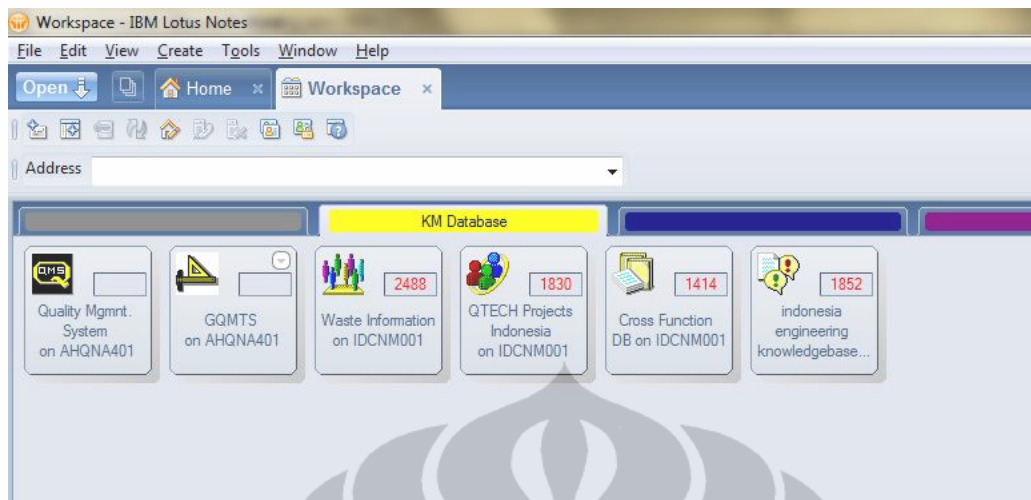 Workspace - IBM Lotus Notes
File Edit View Create Tools Window Help
Open Home Workspace
Address
KM Database
QMS
2488
1830
1414
1852
Quality Mgmnt.
System
on AHQNA401
GQMTS
on AHQNA401
Waste Information
on IDCNM001
QTECH Projects
Indonesia
on IDCNM001
Cross Function
DB on IDCNM001
indonesia
engineering
knowledgebase...